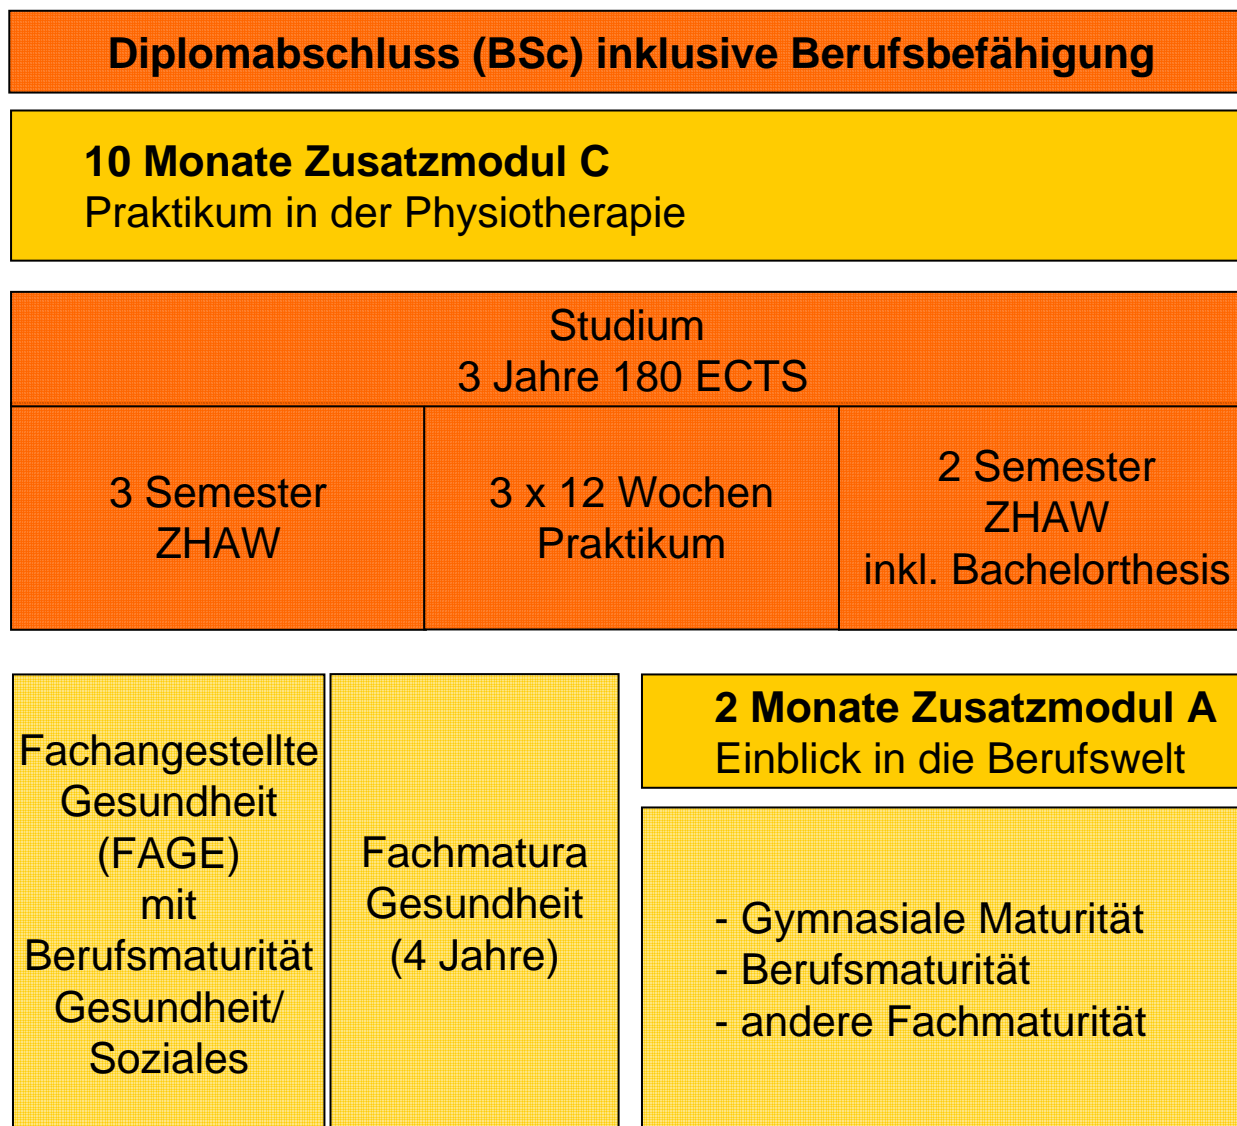 Diplomabschluss (BSc) inklusive Berufsbefähigung
10 Monate Zusatzmodul C
Praktikum in der Physiotherapie
Studium
3 Jahre 180 ECTS
3 Semester
ZHAW
3 x 12 Wochen
Praktikum
2 Semester
ZHAW
inkl. Bachelorthesis
Fachangestellte
Gesundheit
(FAGE)
mit
Berufsmaturität
Gesundheit/
Soziales
Fachmatura
Gesundheit
(4 Jahre)
2 Monate Zusatzmodul A
Einblick in die Berufswelt
- Gymnasiale Maturität
- Berufsmaturität
- andere Fachmaturität